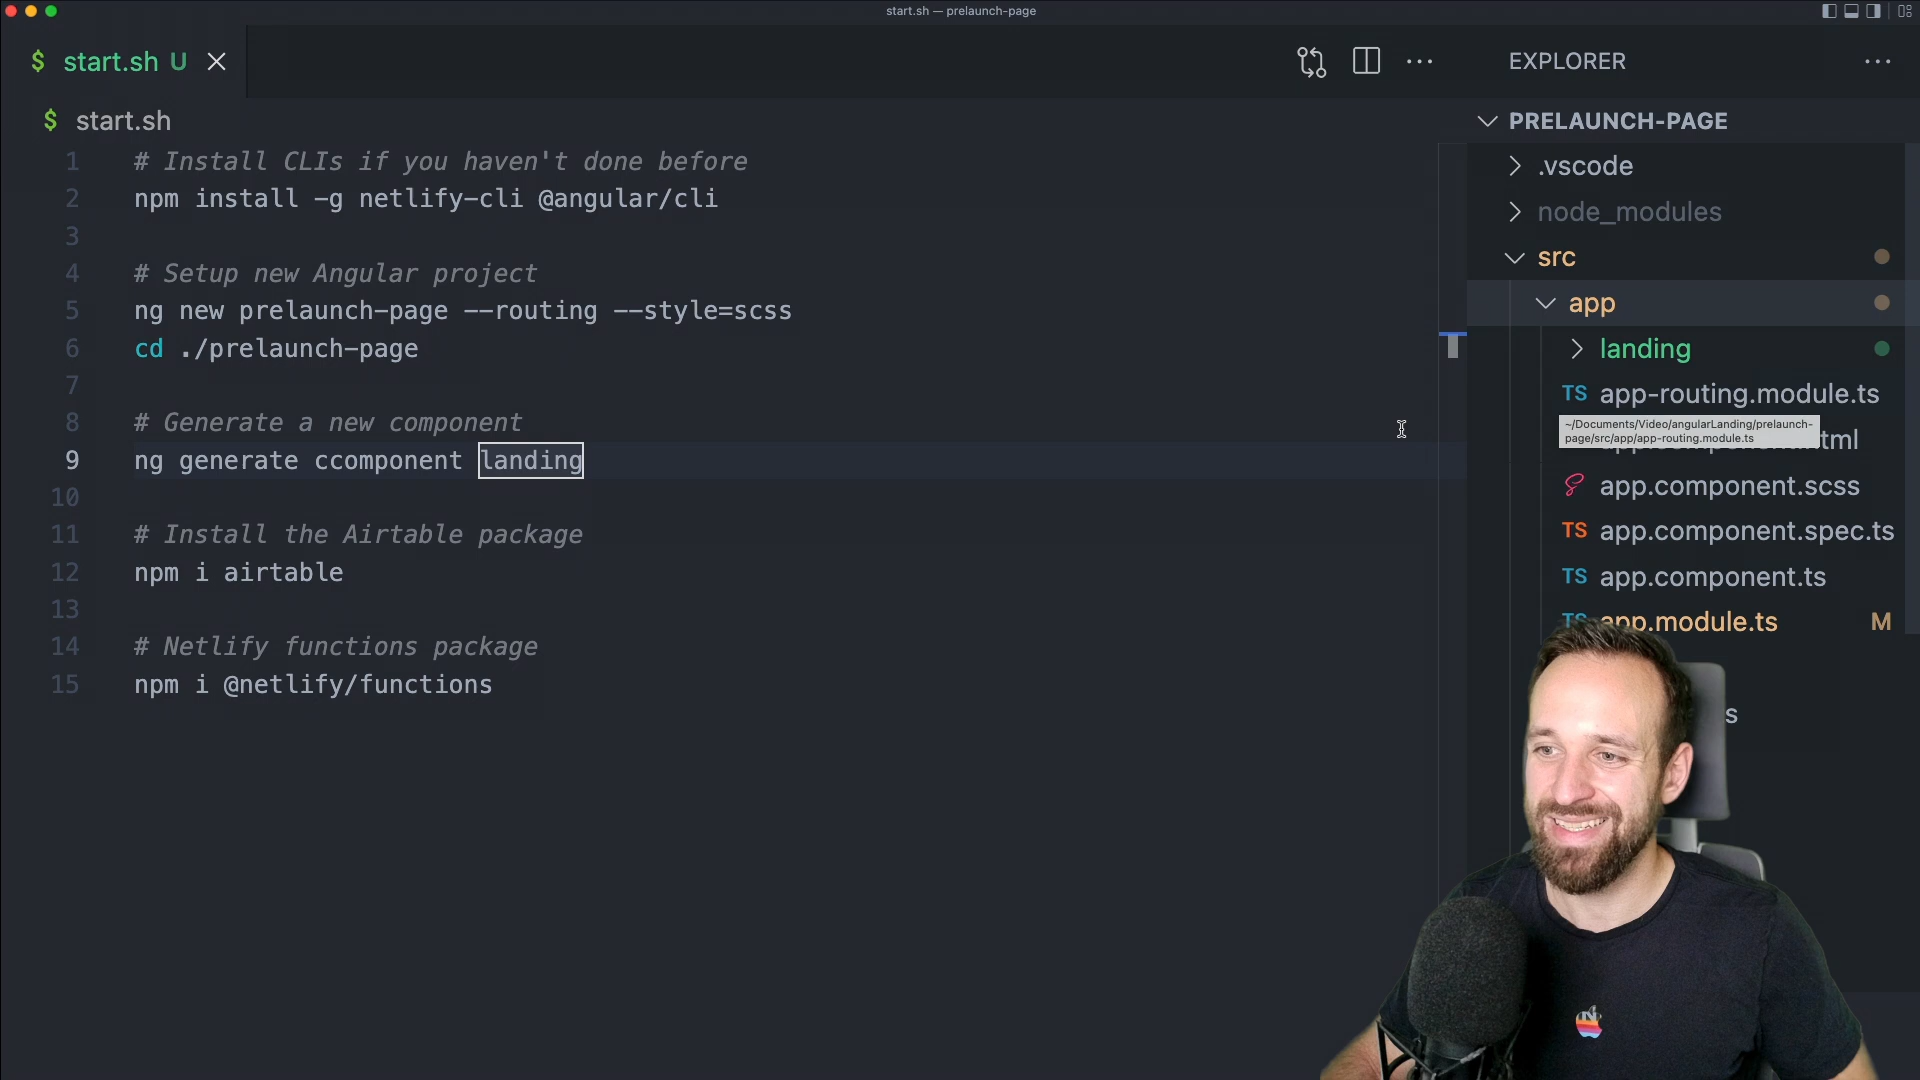 start.sh — prelaunch-page
$ start.sh U
EXPLORER
$ start.sh
PRELAUNCH-PAGE
1 # Install CLIs if you haven't done before
2 npm install -g netlify-cli @angular/cli
3
4 # Setup new Angular project
5 ng new prelaunch-page --routing --style=scss
6 cd ./prelaunch-page
7
8 # Generate a new component
9 ng generate ccomponent landing
10
11 # Install the Airtable package
12 npm i airtable
13
14 # Netlify functions package
15 npm i @netlify/functions
.vscode
node_modules
src
app
landing
TS app-routing.module.ts
~/Documents/Video/angularLanding/prelaunch-
page/src/app/app-routing.module.ts
app.component.scss
TS app.component.spec.ts
TS app.component.ts
TS app.module.ts M